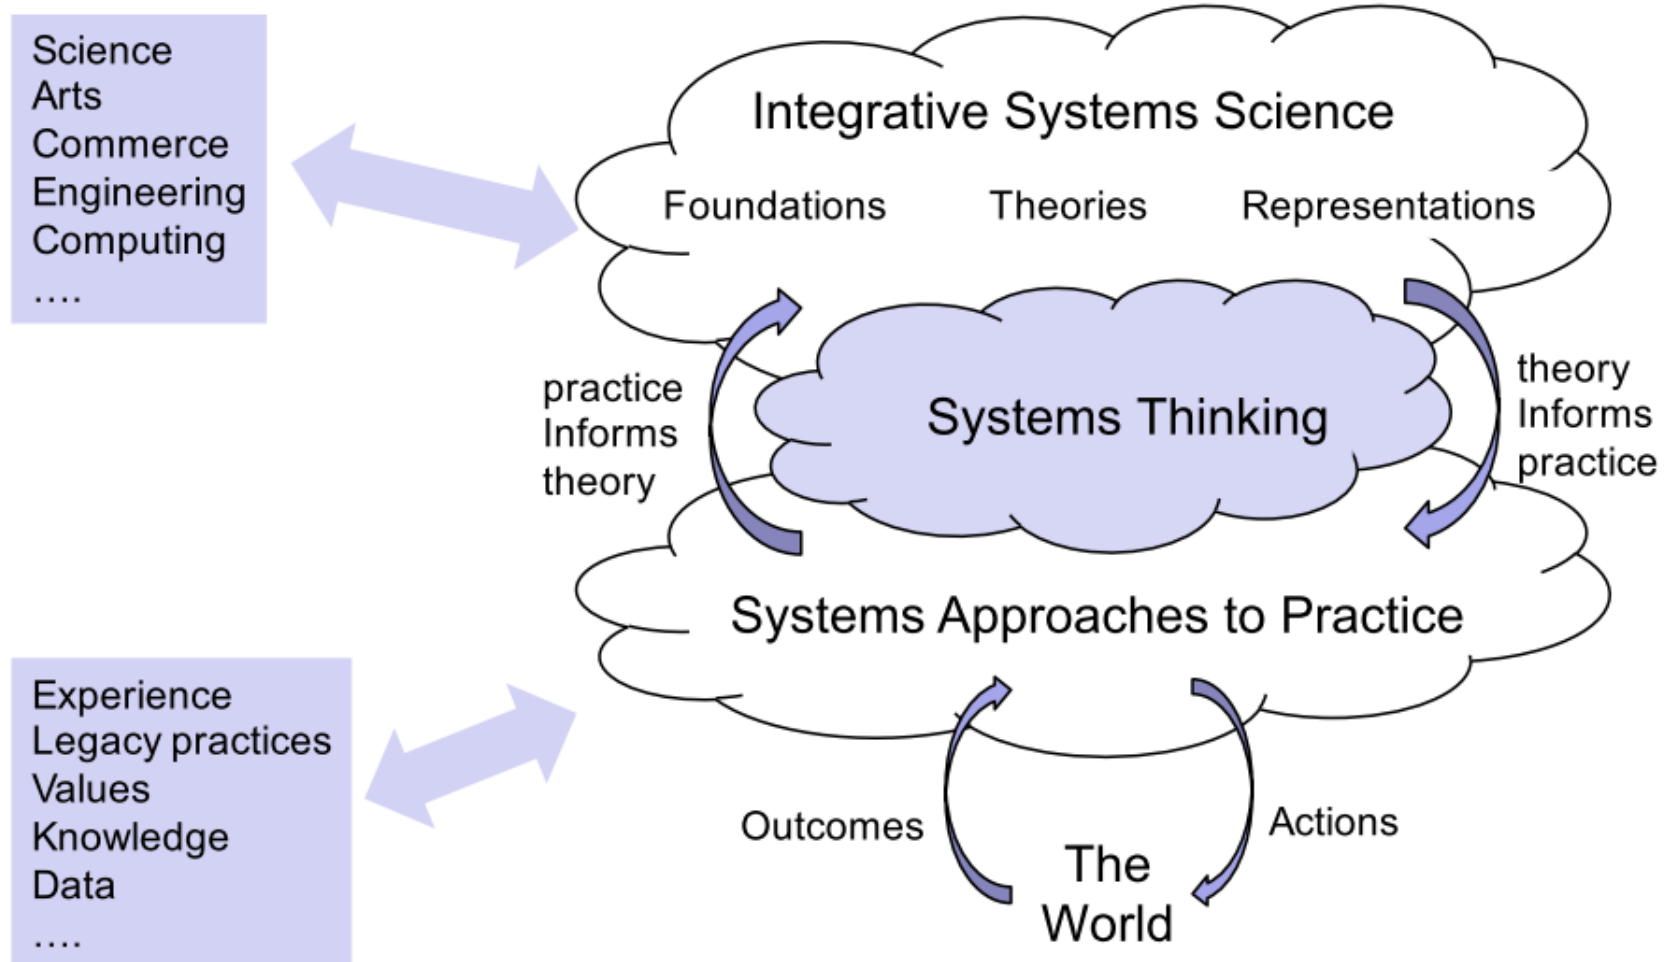 Science
Arts
Commerce
Engineering
Computing
….
Integrative Systems Science
Foundations Theories Representations
practice
Informs
theory
Systems Thinking
theory
Informs
practice
Systems Approaches to Practice
Experience
Legacy practices
Values
Knowledge
Data
….
Outcomes
Actions
The
World